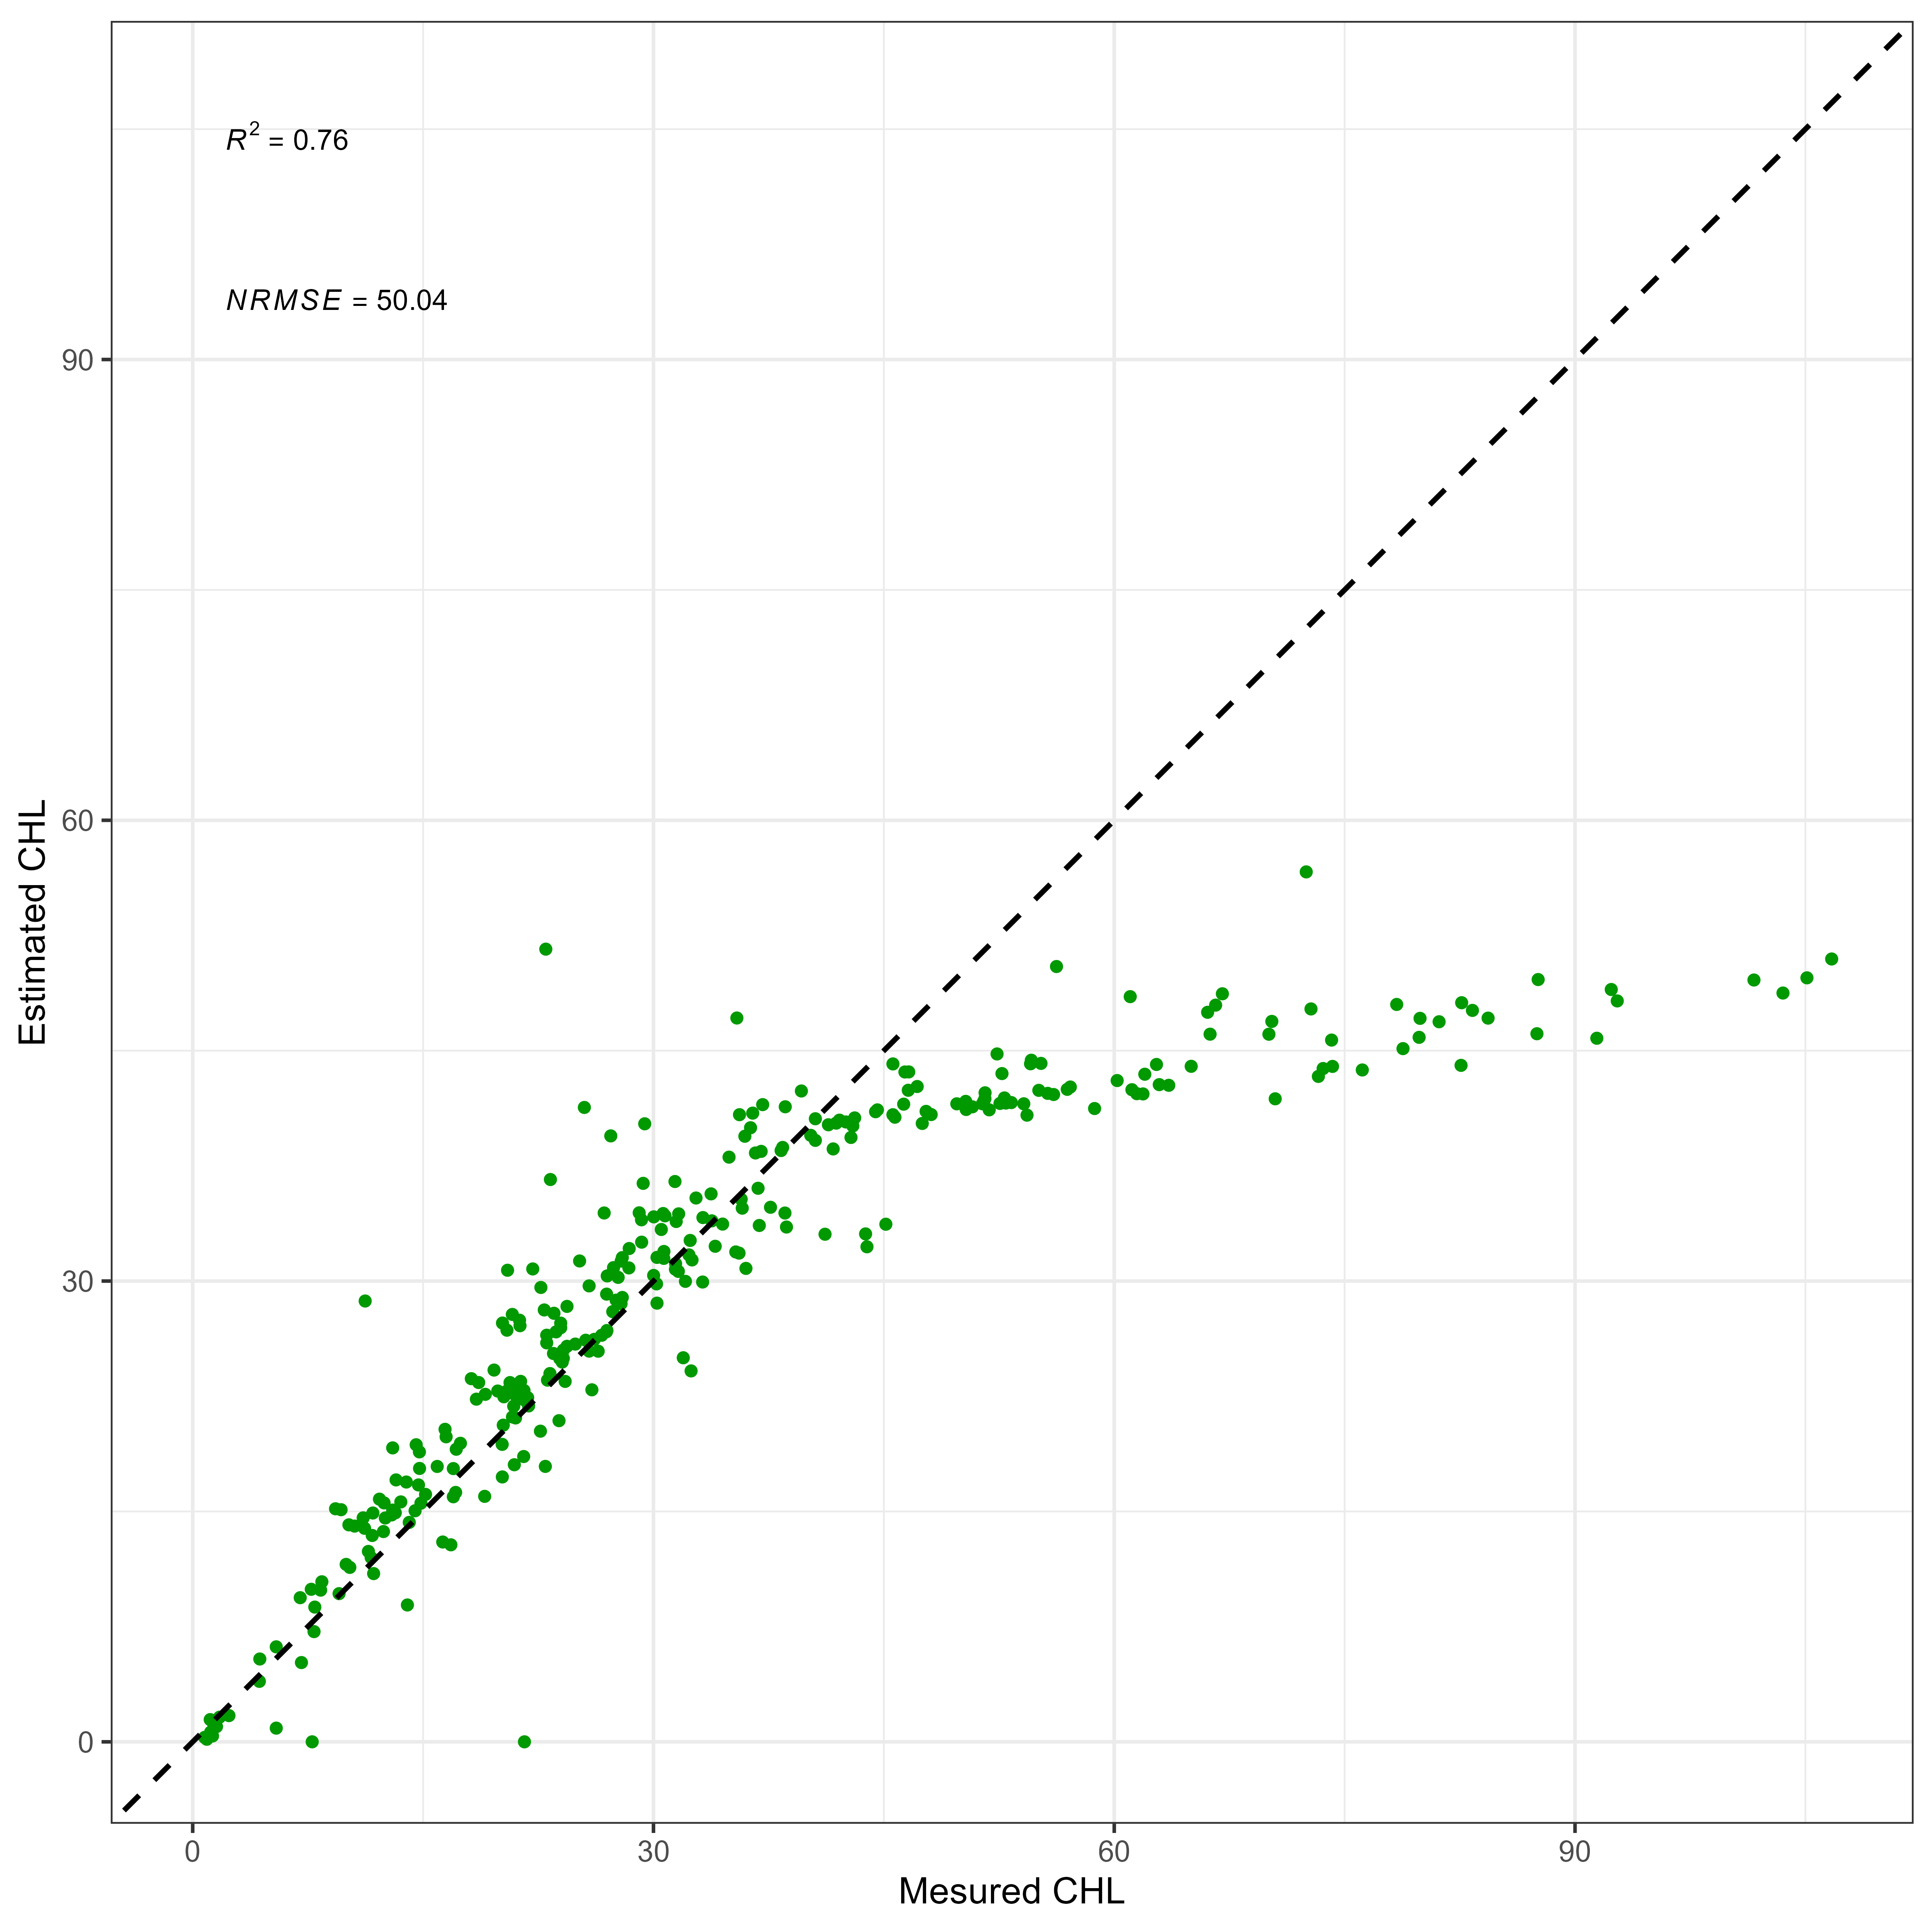 R² = 0.76
NRMSE = 50.04
90
60
30
0
Estimated CHL
0 30 60 90
Mesured CHL